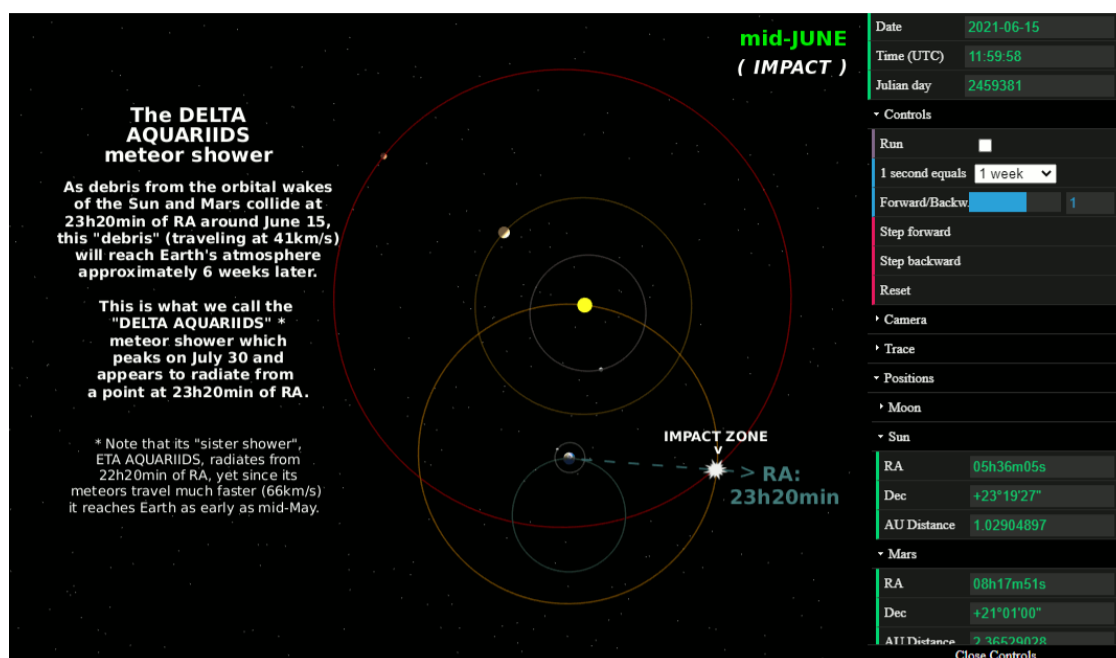 mid-JUNE
( IMPACT )
The DELTA
AQUARIIDS
meteor shower
As debris from the orbital wakes
of the Sun and Mars collide at
23h20min of RA around June 15,
this "debris" (traveling at 41km/s)
will reach Earth's atmosphere
approximately 6 weeks later.
This is what we call the
"DELTA AQUARIIDS" *
meteor shower which
peaks on July 30 and
appears to radiate from
a point at 23h20min of RA.
* Note that its "sister shower",
ETA AQUARIIDS, radiates from
22h20min of RA, yet since its
meteors travel much faster (66km/s)
it reaches Earth as early as mid-May.
IMPACT ZONE
v
> RA:
23h20min
Date 2021-06-15
Time (UTC) 11:59:58
Julian day 2459381
Controls
Run
1 second equals 1 week
Forward/Backw. 1
Step forward
Step backward
Reset
Camera
Trace
Positions
Moon
Sun
RA 05h36m05s
Dec +23°19'27"
AU Distance 1.02904897
Mars
RA 08h17m51s
Dec +21°01'00"
AU Distance 2.36529028
Close Controls